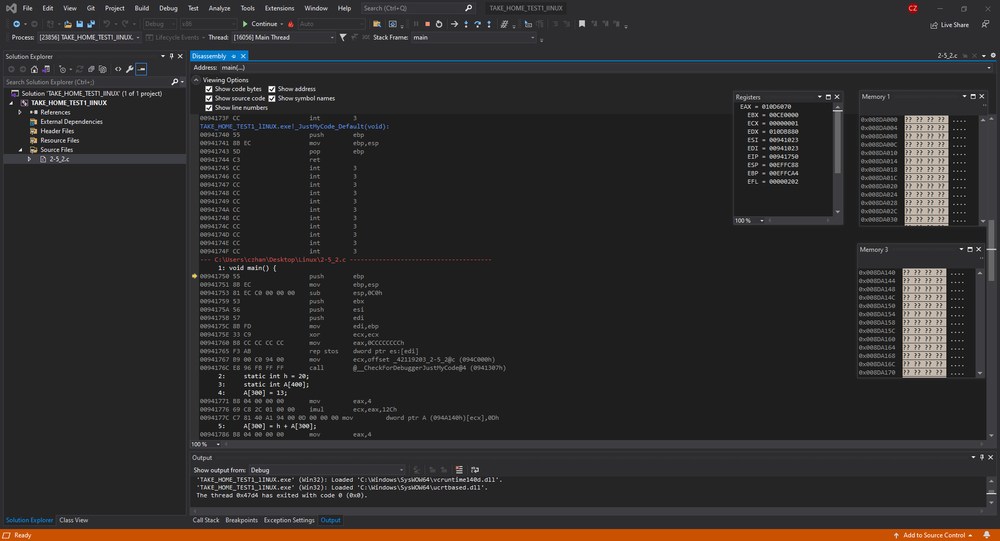 File Edit View Git Project Build Debug Test Analyze Tools Extensions Window Help Search (Ctrl+Q) TAKE_HOME_TEST1_lINUX CZ
Debug x86 Continue Auto Live Share
Process: [23856] TAKE_HOME_TEST1_lINUX. Lifecycle Events Thread: [16056] Main Thread Stack Frame: main
Solution Explorer
Search Solution Explorer (Ctrl+;)
Solution 'TAKE_HOME_TEST1_lINUX' (1 of 1 project)
TAKE_HOME_TEST1_lINUX
References
External Dependencies
Header Files
Resource Files
Source Files
2-5_2.c
Solution Explorer Class View
Disassembly 2-5_2.c
Address: main(...)
Viewing Options
Show code bytes Show address
Show source code Show symbol names
Show line numbers
0094173F CC int 3
TAKE_HOME_TEST1_lINUX.exe!_JustMyCode_Default(void):
00941740 55 push ebp
00941741 8B EC mov ebp,esp
00941743 5D pop ebp
00941744 C3 ret
00941745 CC int 3
00941746 CC int 3
00941747 CC int 3
00941748 CC int 3
00941749 CC int 3
0094174A CC int 3
0094174B CC int 3
0094174C CC int 3
0094174D CC int 3
0094174E CC int 3
0094174F CC int 3
--- C:\Users\czhan\Desktop\Linux\2-5_2.c ---------------------------------------
1: void main() {
00941750 55 push ebp
00941751 8B EC mov ebp,esp
00941753 81 EC C0 00 00 00 sub esp,0C0h
00941759 53 push ebx
0094175A 56 push esi
0094175B 57 push edi
0094175C 8B FD mov edi,ebp
0094175E 33 C9 xor ecx,ecx
00941760 B8 CC CC CC CC mov eax,0CCCCCCCCh
00941765 F3 AB rep stos dword ptr es:[edi]
00941767 B9 00 C0 94 00 mov ecx,offset _42119203_2-5_2@c (094C000h)
0094176C E8 96 FB FF FF call @__CheckForDebuggerJustMyCode@4 (0941307h)
2: static int h = 20;
3: static int A[400];
4: A[300] = 13;
00941771 B8 04 00 00 00 mov eax,4
00941776 69 C8 2C 01 00 00 imul ecx,eax,12Ch
0094177C C7 81 40 A1 94 00 0D 00 00 00 mov dword ptr A (094A140h)[ecx],0Dh
5: A[300] = h + A[300];
00941786 B8 04 00 00 00 mov eax,4
100 %
Registers
EAX = 010D6070
EBX = 00CE0000
ECX = 00000001
EDX = 010DB880
ESI = 00941023
EDI = 00941023
EIP = 00941750
ESP = 00EFFC88
EBP = 00EFFCA4
EFL = 00000202
100 %
Memory 1
0x008DA000 ?? ?? ?? ?? ....
0x008DA004 ?? ?? ?? ?? ....
0x008DA008 ?? ?? ?? ?? ....
0x008DA00C ?? ?? ?? ?? ....
0x008DA010 ?? ?? ?? ?? ....
0x008DA014 ?? ?? ?? ?? ....
0x008DA018 ?? ?? ?? ?? ....
0x008DA01C ?? ?? ?? ?? ....
0x008DA020 ?? ?? ?? ?? ....
0x008DA024 ?? ?? ?? ?? ....
0x008DA028 ?? ?? ?? ?? ....
0x008DA02C ?? ?? ?? ?? ....
0x008DA030 ?? ?? ?? ?? ....
Memory 3
0x008DA140 ?? ?? ?? ?? ....
0x008DA144 ?? ?? ?? ?? ....
0x008DA148 ?? ?? ?? ?? ....
0x008DA14C ?? ?? ?? ?? ....
0x008DA150 ?? ?? ?? ?? ....
0x008DA154 ?? ?? ?? ?? ....
0x008DA158 ?? ?? ?? ?? ....
0x008DA15C ?? ?? ?? ?? ....
0x008DA160 ?? ?? ?? ?? ....
0x008DA164 ?? ?? ?? ?? ....
0x008DA168 ?? ?? ?? ?? ....
0x008DA16C ?? ?? ?? ?? ....
0x008DA170 ?? ?? ?? ?? ....
Output
Show output from: Debug
'TAKE_HOME_TEST1_lINUX.exe' (Win32): Loaded 'C:\Windows\SysWOW64\vcruntime140d.dll'.
'TAKE_HOME_TEST1_lINUX.exe' (Win32): Loaded 'C:\Windows\SysWOW64\ucrtbased.dll'.
The thread 0x47d4 has exited with code 0 (0x0).
Call Stack Breakpoints Exception Settings Output
Ready Add to Source Control